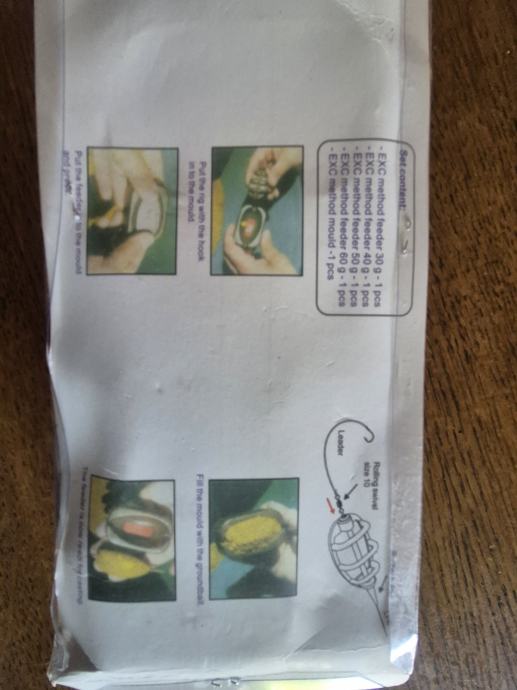 Set content:
- EXC method feeder 30 g - 1 pcs
- EXC method feeder 40 g - 1 pcs
- EXC method feeder 50 g - 1 pcs
- EXC method feeder 60 g - 1 pcs
- EXC method mould -1 pcs
Rolling swivel
size 10
Leader
Put the rig with the hook
in to the mould
Fill the mould with the groundbait
Put the feeder to the mould
and press
The feeder is now ready for casting